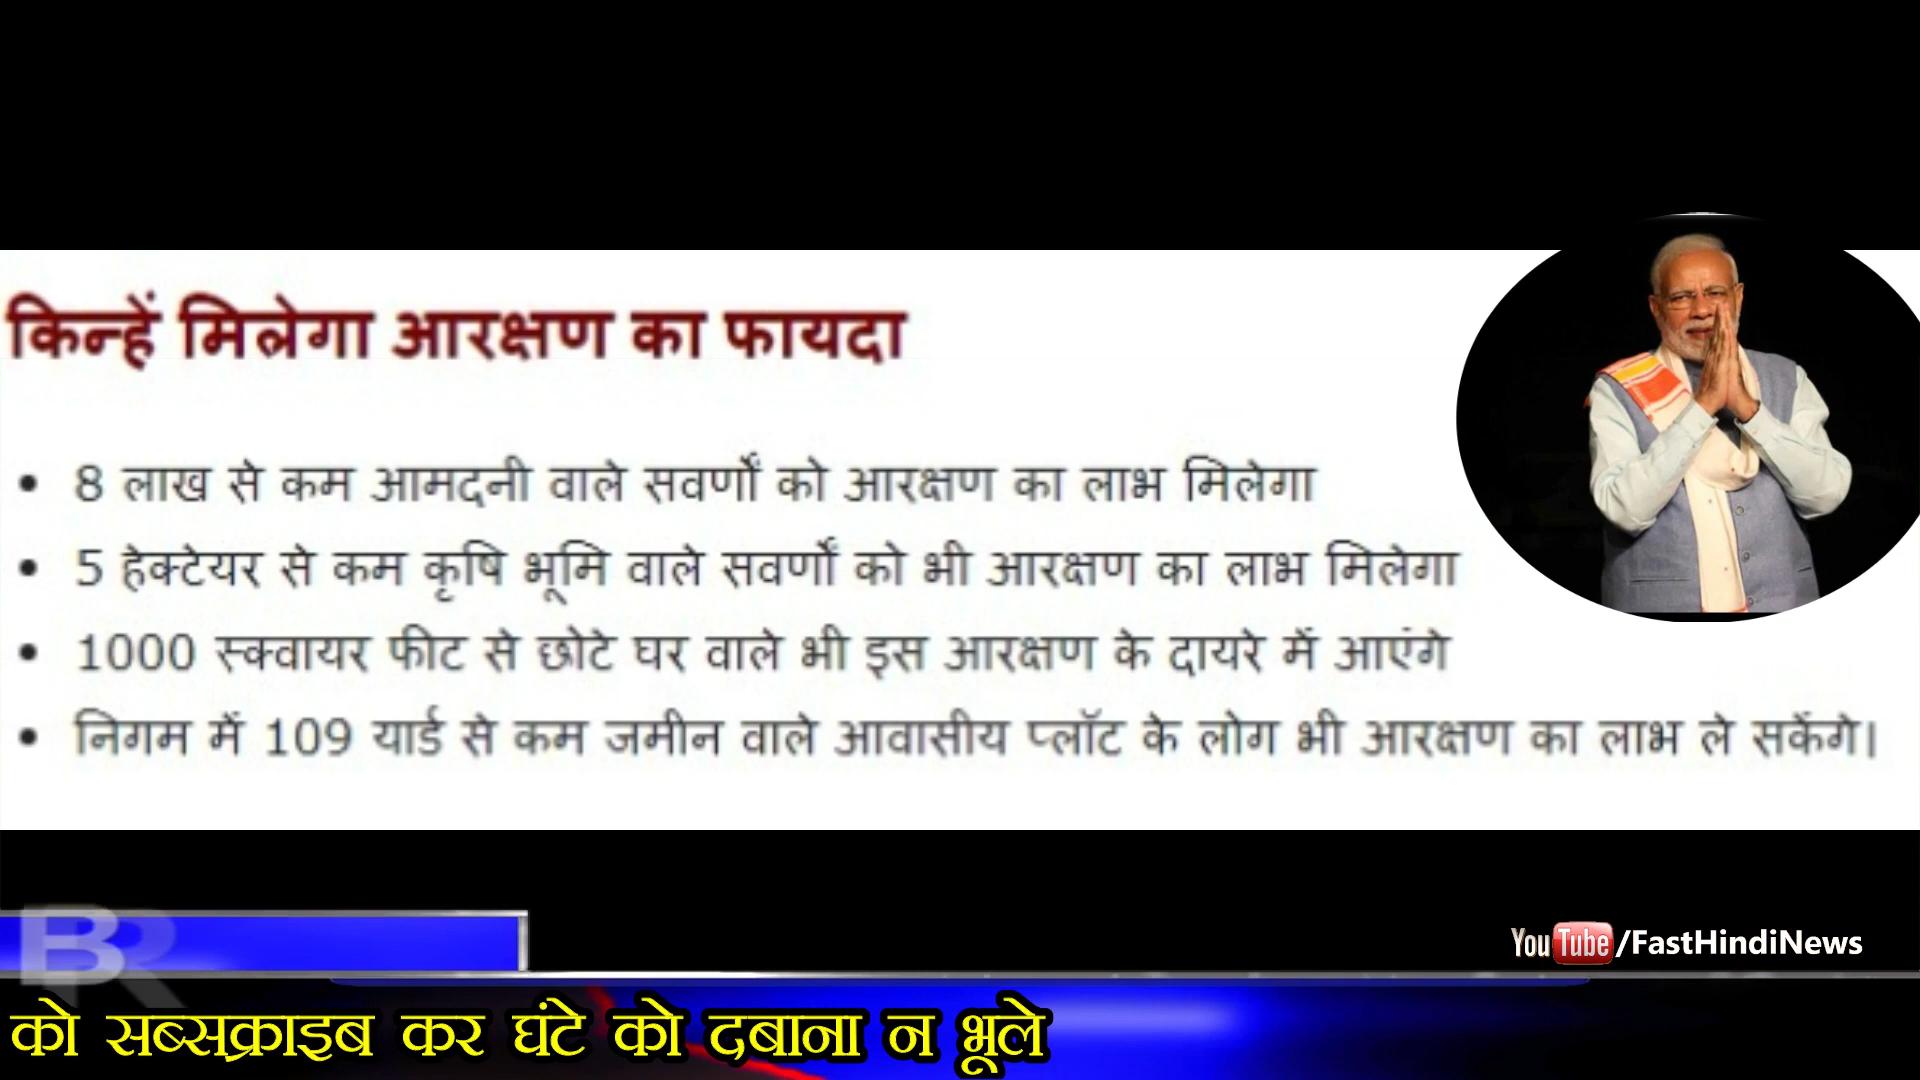 किन्हें मिलेगा आरक्षण का फायदा
• 8 लाख से कम आमदनी वाले सवर्णों को आरक्षण का लाभ मिलेगा
• 5 हेक्टेयर से कम कृषि भूमि वाले सवर्णों को भी आरक्षण का लाभ मिलेगा
• 1000 स्क्वायर फीट से छोटे घर वाले भी इस आरक्षण के दायरे में आएंगे
• निगम में 109 यार्ड से कम जमीन वाले आवासीय प्लॉट के लोग भी आरक्षण का लाभ ले सकेंगे।
BR
YouTube/FastHindiNews
को सब्सक्राइब कर घंटे को दबाना न भूले